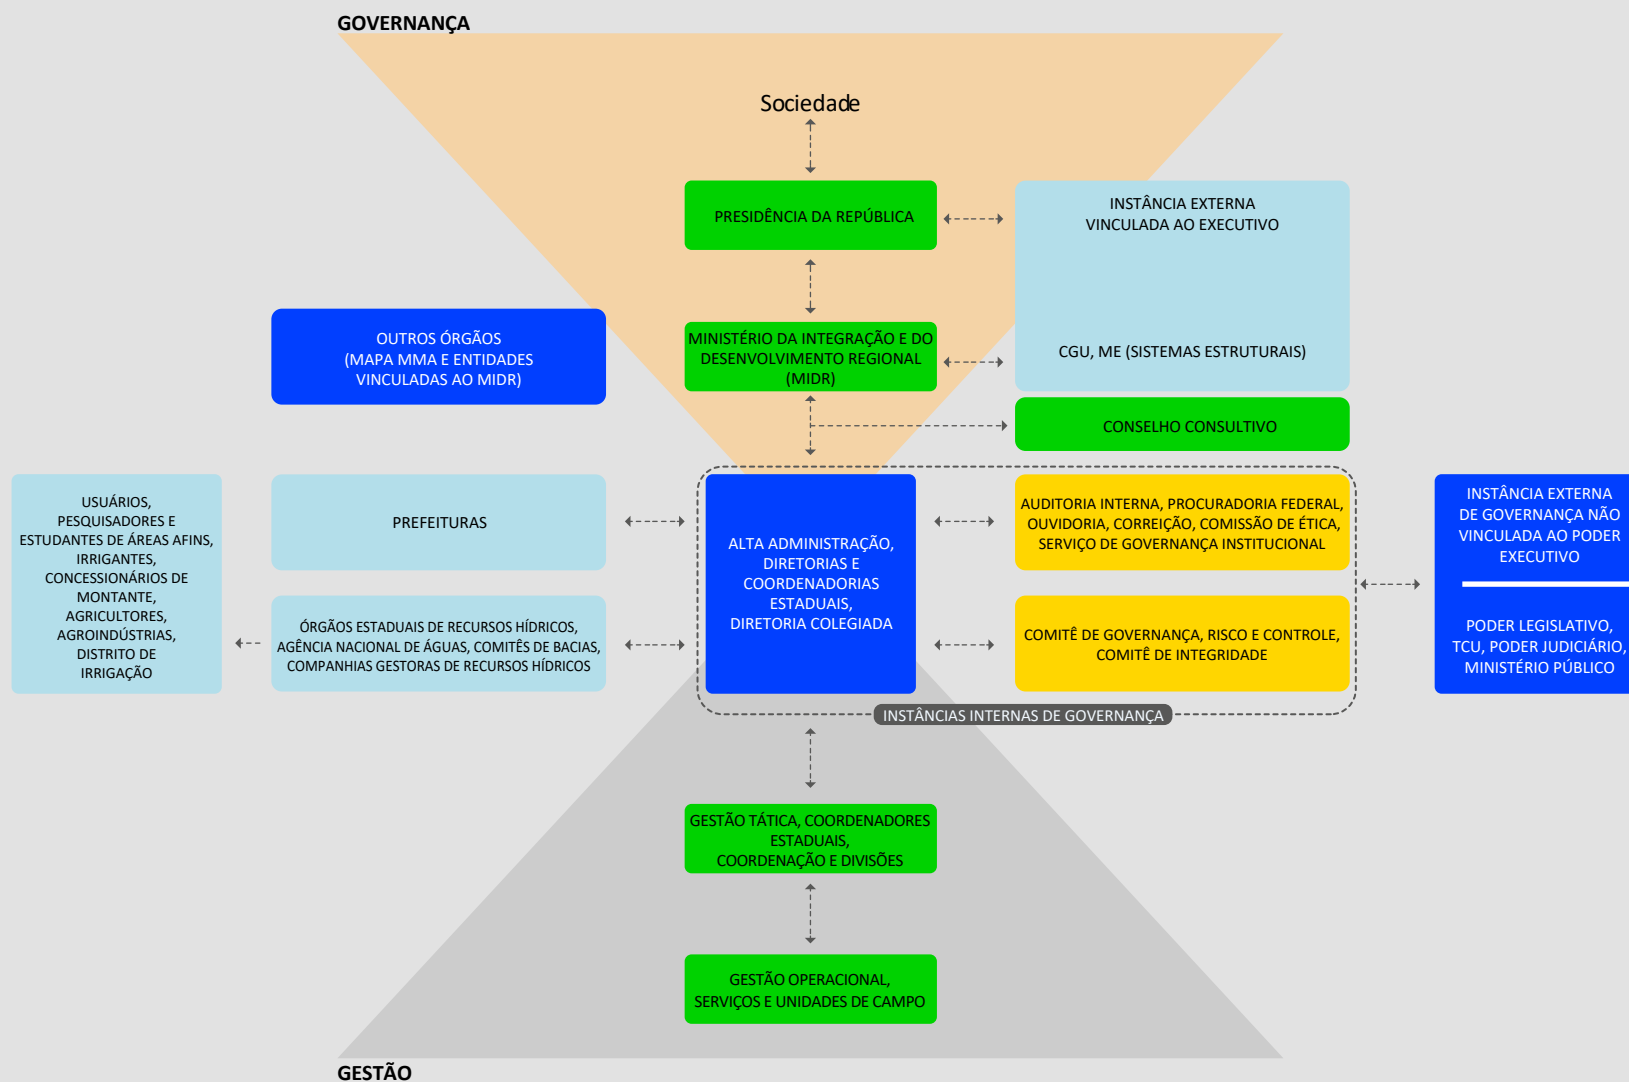 GOVERNANÇA
Sociedade
PRESIDÊNCIA DA REPÚBLICA
INSTÂNCIA EXTERNA
VINCULADA AO EXECUTIVO
CGU, ME (SISTEMAS ESTRUTURAIS)
OUTROS ÓRGÃOS
(MAPA MMA E ENTIDADES
VINCULADAS AO MIDR)
MINISTÉRIO DA INTEGRAÇÃO E DO
DESENVOLVIMENTO REGIONAL
(MIDR)
CONSELHO CONSULTIVO
USUÁRIOS,
PESQUISADORES E
ESTUDANTES DE ÁREAS AFINS,
IRRIGANTES,
CONCESSIONÁRIOS DE
MONTANTE,
AGRICULTORES,
AGROINDÚSTRIAS,
DISTRITO DE
IRRIGAÇÃO
PREFEITURAS
ÓRGÃOS ESTADUAIS DE RECURSOS HÍDRICOS,
AGÊNCIA NACIONAL DE ÁGUAS, COMITÊS DE BACIAS,
COMPANHIAS GESTORAS DE RECURSOS HÍDRICOS
ALTA ADMINISTRAÇÃO,
DIRETORIAS E
COORDENADORIAS
ESTADUAIS,
DIRETORIA COLEGIADA
AUDITORIA INTERNA, PROCURADORIA FEDERAL,
OUVIDORIA, CORREIÇÃO, COMISSÃO DE ÉTICA,
SERVIÇO DE GOVERNANÇA INSTITUCIONAL
COMITÊ DE GOVERNANÇA, RISCO E CONTROLE,
COMITÊ DE INTEGRIDADE
INSTÂNCIA EXTERNA
DE GOVERNANÇA NÃO
VINCULADA AO PODER
EXECUTIVO
PODER LEGISLATIVO,
TCU, PODER JUDICIÁRIO,
MINISTÉRIO PÚBLICO
INSTÂNCIAS INTERNAS DE GOVERNANÇA
GESTÃO TÁTICA, COORDENADORES
ESTADUAIS,
COORDENAÇÃO E DIVISÕES
GESTÃO OPERACIONAL,
SERVIÇOS E UNIDADES DE CAMPO
GESTÃO